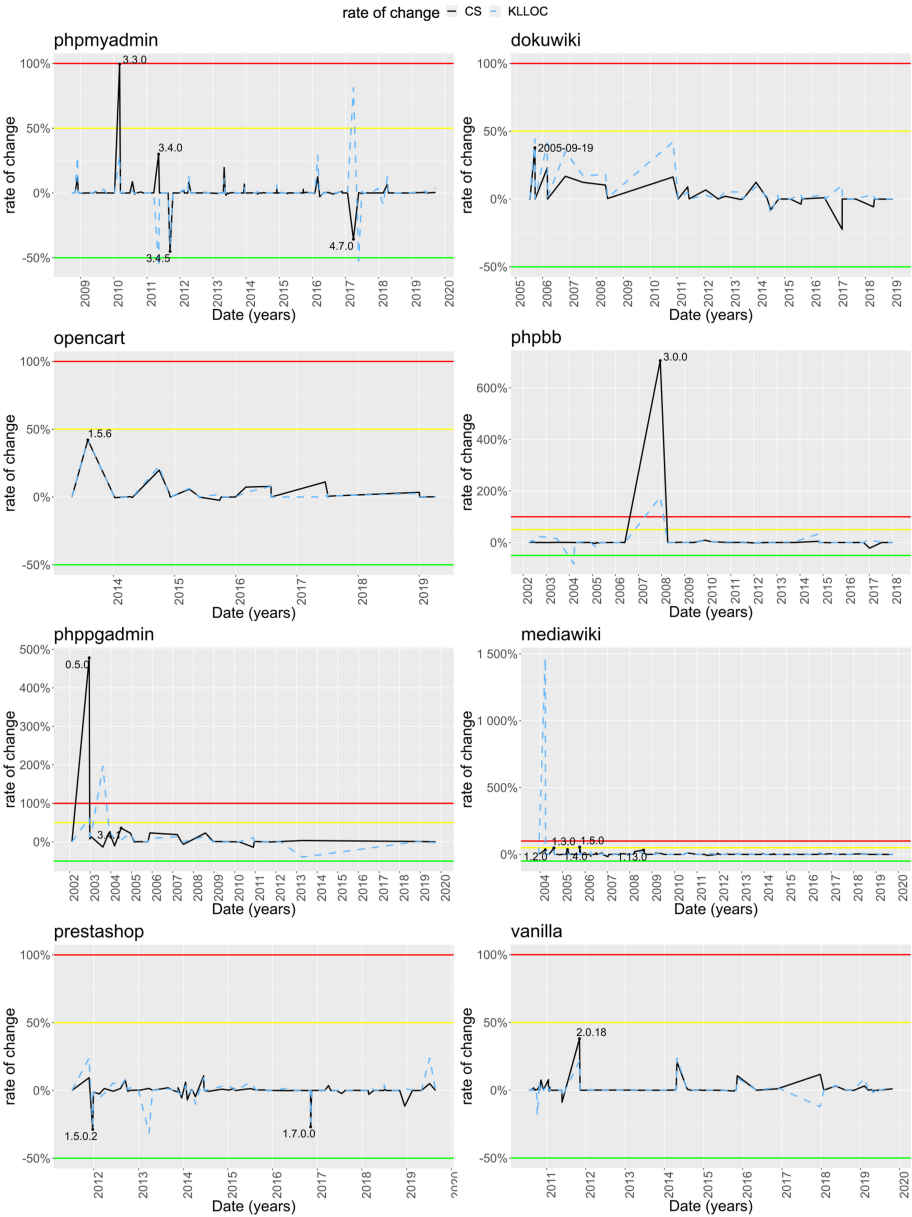 rate of change CS KLLOC
phpmyadmin
100%
50%
0%
-50%
rate of change
3.3.0
3.4.0
3.4.5
4.7.0
2009 2010 2011 2012 2013 2014 2015 2016 2017 2018 2019 2020
Date (years)
dokuwiki
100%
50%
0%
-50%
rate of change
2005-09-19
2005 2006 2007 2008 2009 2010 2011 2012 2013 2014 2015 2016 2017 2018 2019
Date (years)
opencart
100%
50%
0%
-50%
rate of change
1.5.6
2014 2015 2016 2017 2018 2019
Date (years)
phpbb
600%
400%
200%
0%
rate of change
3.0.0
2002 2003 2004 2005 2006 2007 2008 2009 2010 2011 2012 2013 2014 2015 2016 2017 2018
Date (years)
phppgadmin
500%
400%
300%
200%
100%
0%
rate of change
0.5.0
2002 2003 2004 2005 2006 2007 2008 2009 2010 2011 2012 2013 2014 2015 2016 2017 2018 2019 2020
Date (years)
mediawiki
1 500%
1 000%
500%
0%
rate of change
1.2.0
1.3.0
1.4.0
1.5.0
1.13.0
2004 2005 2006 2007 2008 2009 2010 2011 2012 2013 2014 2015 2016 2017 2018 2019 2020
Date (years)
prestashop
100%
50%
0%
-50%
rate of change
1.5.0.2
1.7.0.0
2012 2013 2014 2015 2016 2017 2018 2019
Date (years)
vanilla
100%
50%
0%
-50%
rate of change
2.0.18
2011 2012 2013 2014 2015 2016 2017 2018 2019 2020
Date (years)